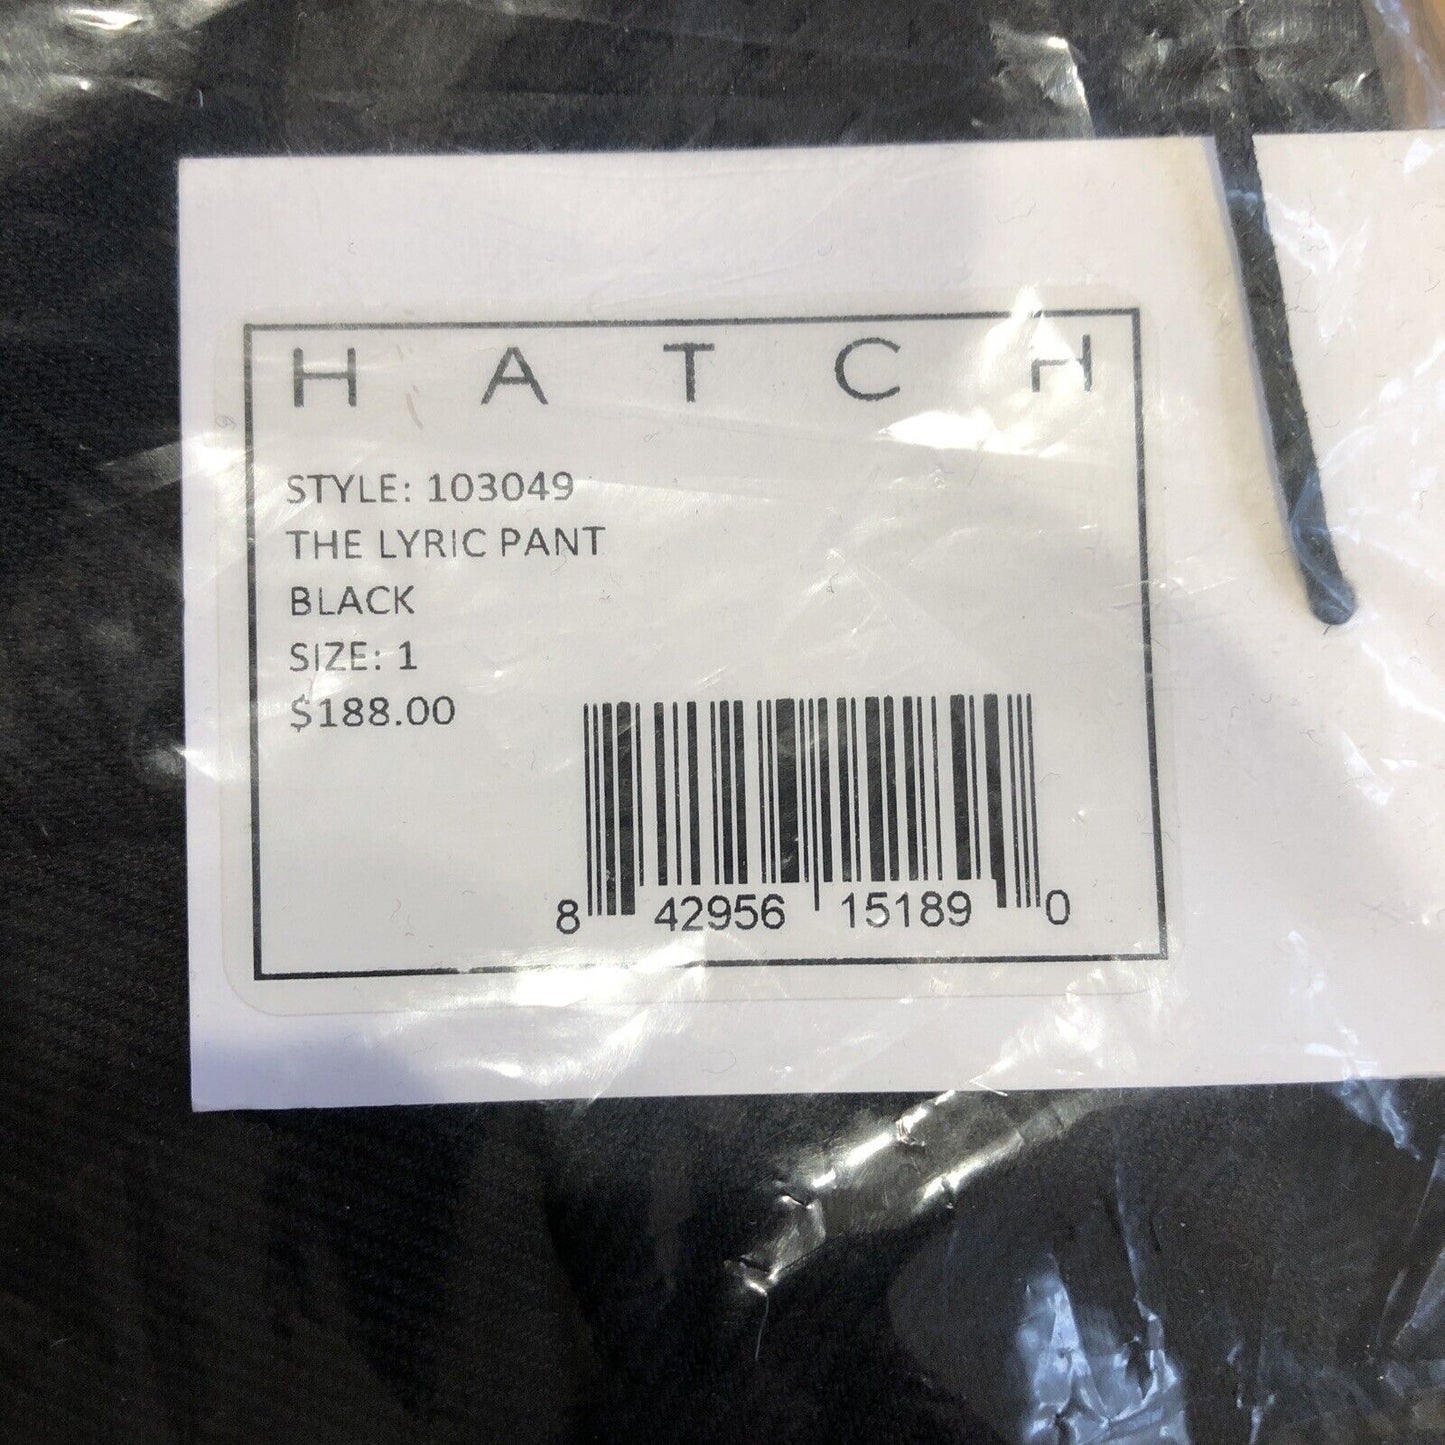 H A T C H
STYLE: 103049
THE LYRIC PANT
BLACK
SIZE: 1
$188.00
8 42956 15189 0